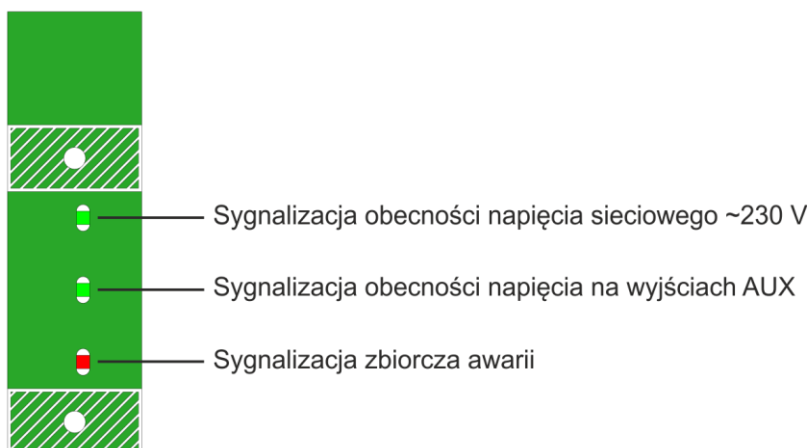 Sygnalizacja obecności napięcia sieciowego ~230 V
Sygnalizacja obecności napięcia na wyjściach AUX
Sygnalizacja zbiorcza awarii